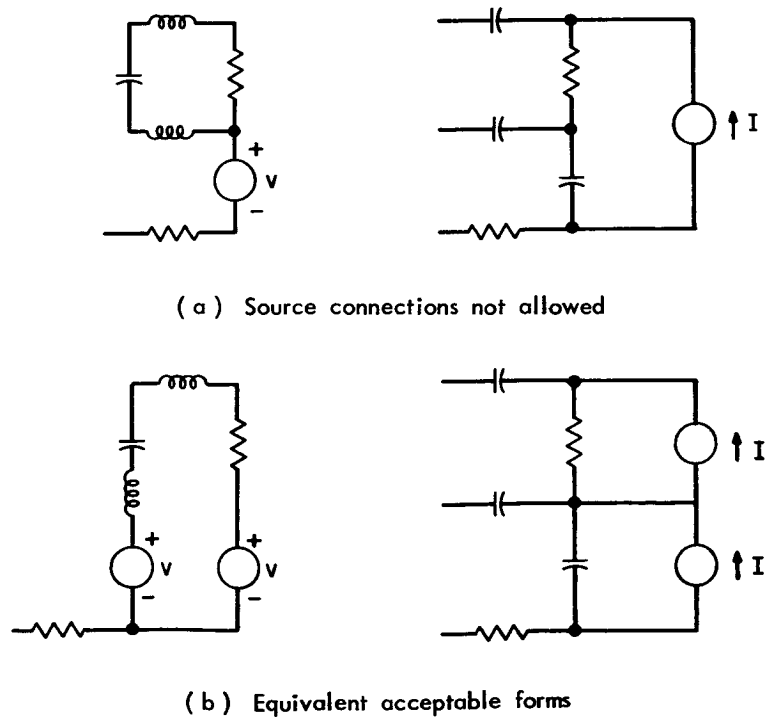 +
V
−
↑ I
( a ) Source connections not allowed
+
V
−
+
V
−
↑ I
↑ I
( b ) Equivalent acceptable forms